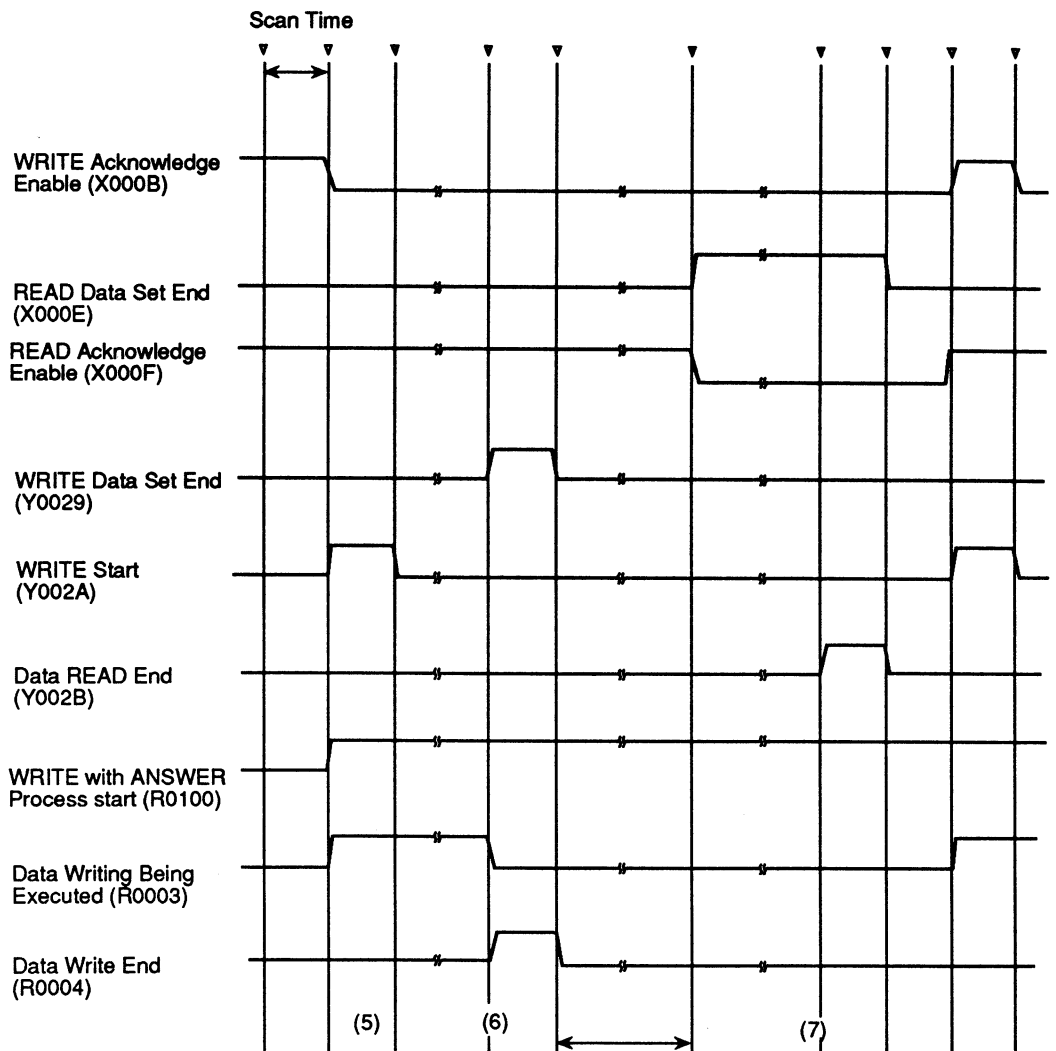 Scan Time
WRITE Acknowledge
Enable (X000B)
READ Data Set End
(X000E)
READ Acknowledge
Enable (X000F)
WRITE Data Set End
(Y0029)
WRITE Start
(Y002A)
Data READ End
(Y002B)
WRITE with ANSWER
Process start (R0100)
Data Writing Being
Executed (R0003)
Data Write End
(R0004)
(5) (6) (7)